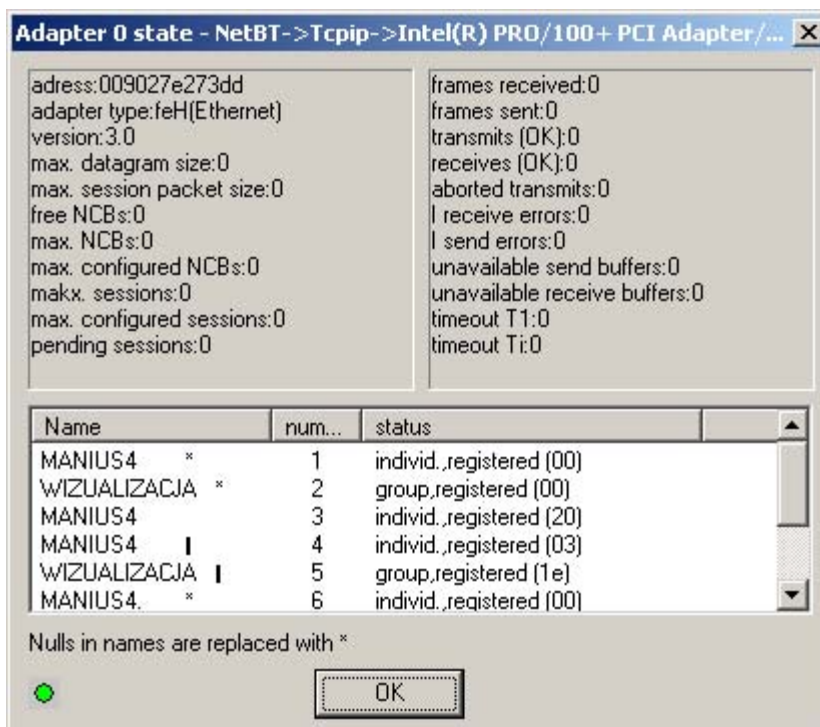 Adapter 0 state - NetBT->Tcpip->Intel(R) PRO/100+ PCI Adapter/...
adress:009027e273dd
adapter type:feH(Ethernet)
version:3.0
max. datagram size:0
max. session packet size:0
free NCBs:0
max. NCBs:0
max. configured NCBs:0
makx. sessions:0
max. configured sessions:0
pending sessions:0
frames received:0
frames sent:0
transmits (OK):0
receives (OK):0
aborted transmits:0
I receive errors:0
I send errors:0
unavailable send buffers:0
unavailable receive buffers:0
timeout T1:0
timeout Ti:0
Name num... status
MANIUS4 * 1 individ.,registered (00)
WIZUALIZACJA * 2 group,registered (00)
MANIUS4 3 individ.,registered (20)
MANIUS4 | 4 individ.,registered (03)
WIZUALIZACJA | 5 group,registered (1e)
MANIUS4. * 6 individ.,registered (00)
Nulls in names are replaced with *
OK